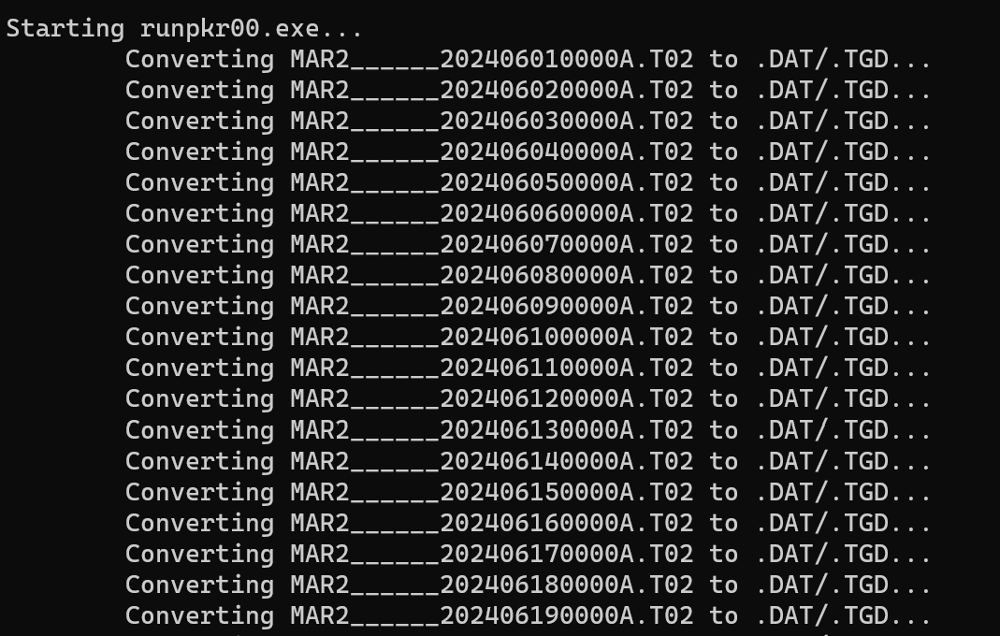 Starting runpkr00.exe...
Converting MAR2______202406010000A.T02 to .DAT/.TGD...
Converting MAR2______202406020000A.T02 to .DAT/.TGD...
Converting MAR2______202406030000A.T02 to .DAT/.TGD...
Converting MAR2______202406040000A.T02 to .DAT/.TGD...
Converting MAR2______202406050000A.T02 to .DAT/.TGD...
Converting MAR2______202406060000A.T02 to .DAT/.TGD...
Converting MAR2______202406070000A.T02 to .DAT/.TGD...
Converting MAR2______202406080000A.T02 to .DAT/.TGD...
Converting MAR2______202406090000A.T02 to .DAT/.TGD...
Converting MAR2______202406100000A.T02 to .DAT/.TGD...
Converting MAR2______202406110000A.T02 to .DAT/.TGD...
Converting MAR2______202406120000A.T02 to .DAT/.TGD...
Converting MAR2______202406130000A.T02 to .DAT/.TGD...
Converting MAR2______202406140000A.T02 to .DAT/.TGD...
Converting MAR2______202406150000A.T02 to .DAT/.TGD...
Converting MAR2______202406160000A.T02 to .DAT/.TGD...
Converting MAR2______202406170000A.T02 to .DAT/.TGD...
Converting MAR2______202406180000A.T02 to .DAT/.TGD...
Converting MAR2______202406190000A.T02 to .DAT/.TGD...